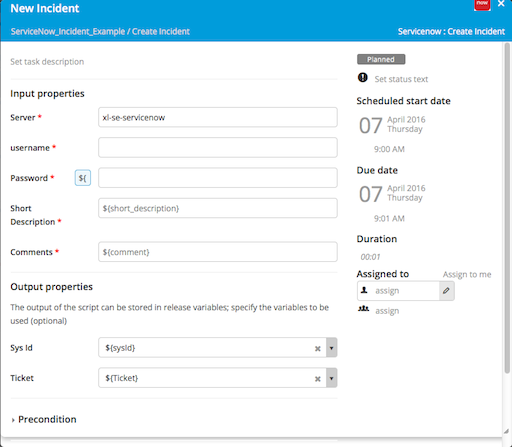 New Incident
now
×
ServiceNow_Incident_Example / Create Incident
Servicenow : Create Incident
Set task description
Input properties
Server *
xl-se-servicenow
username *
Password *
${
Short
Description *
${short_description}
Comments *
${comment}
Output properties
The output of the script can be stored in release variables; specify the variables to be
used (optional)
Sys Id
${sysId}
Ticket
${Ticket}
Precondition
Planned
Set status text
Scheduled start date
07
April 2016
Thursday
9:00 AM
Due date
07
April 2016
Thursday
9:01 AM
Duration
00:01
Assigned to
Assign to me
assign
assign